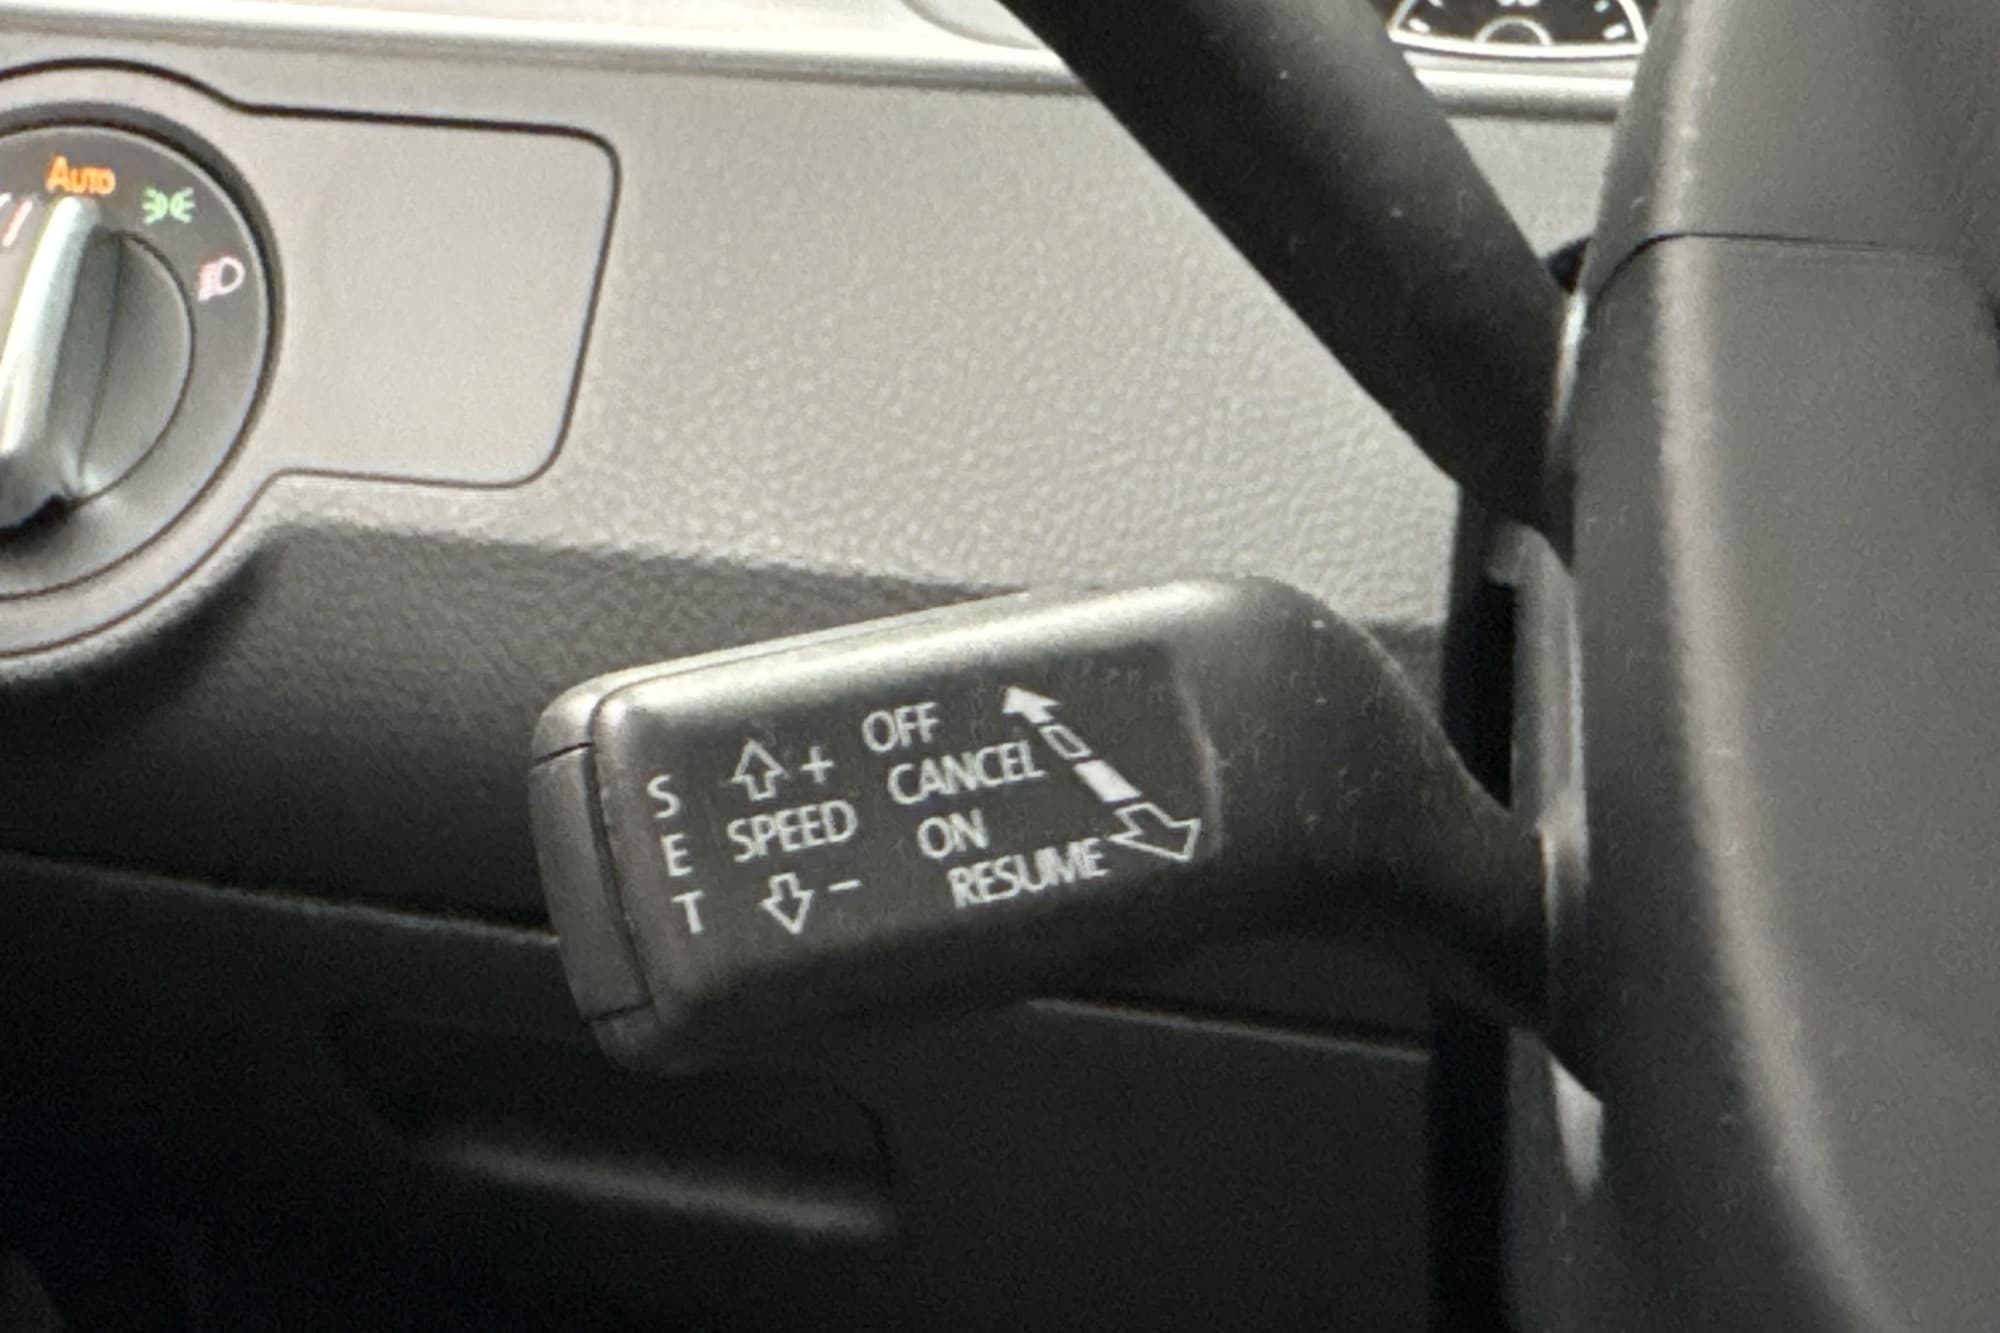 Auto
S E T
+
SPEED
–
OFF
CANCEL
ON
RESUME